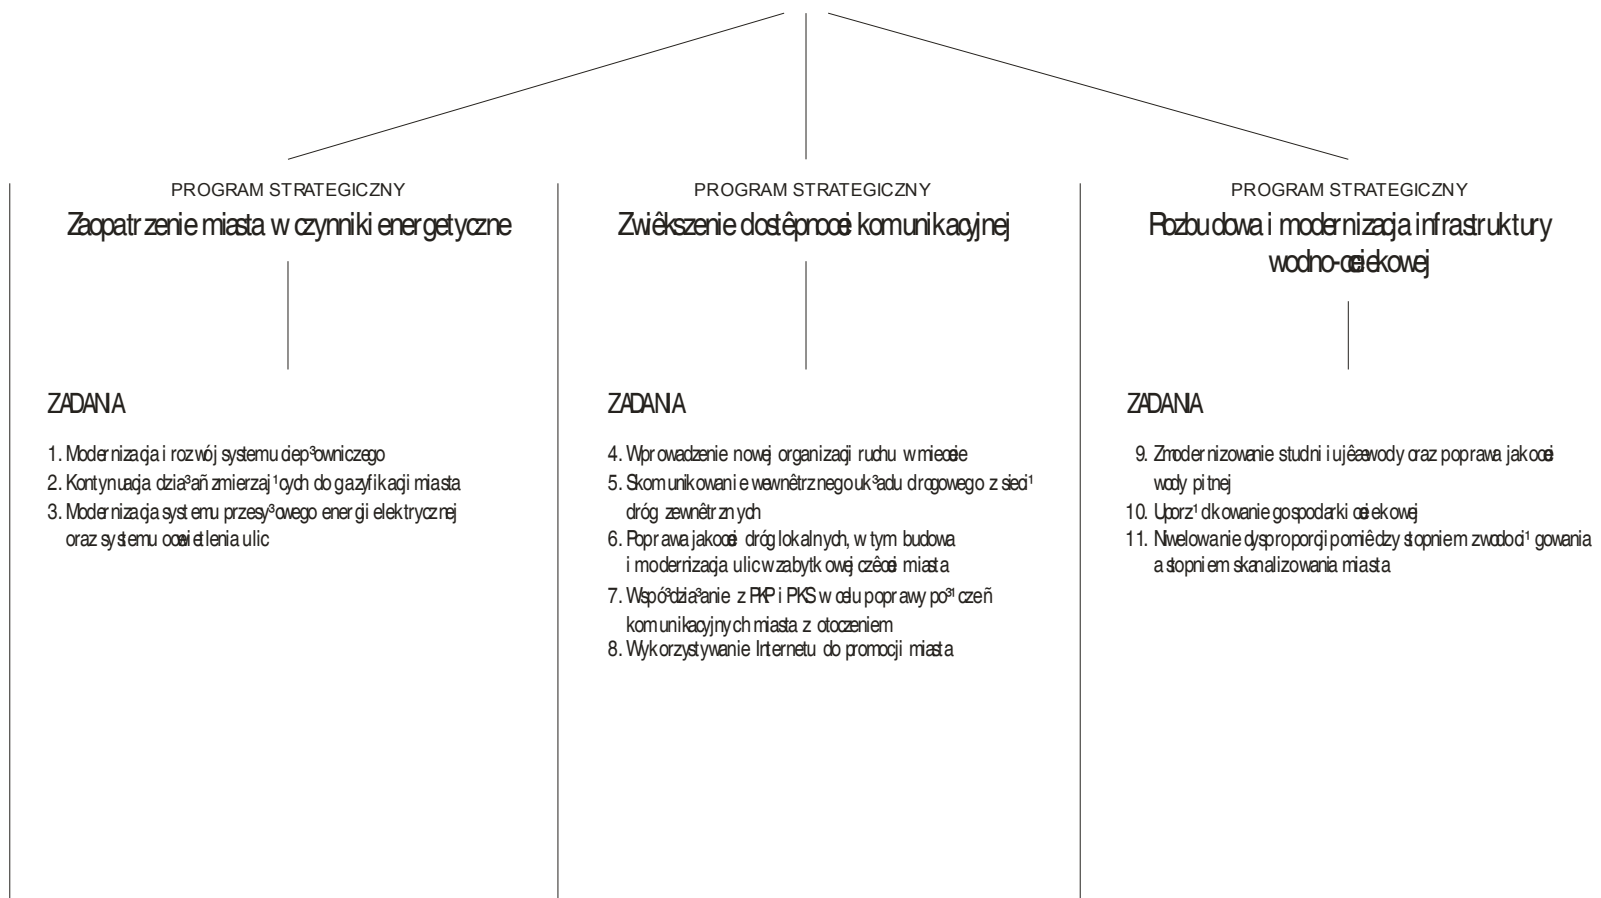 PROGRAM STRATEGICZNY
Zaopatrzenie miasta w czynniki energetyczne
ZADANIA
1. Modernizacja i rozwój systemu ciep³owniczego
2. Kontynuacja dzia³añ zmierzaj¹cych do gazyfikacji miasta
3. Modernizacja systemu przesy³owego energii elektrycznej
oraz systemu oœwietlenia ulic
PROGRAM STRATEGICZNY
Zwiêkszenie dostêpnoœci komunikacyjnej
ZADANIA
4. Wprowadzenie nowej organizacji ruchu w mieœcie
5. Skomunikowanie wewnêtrznego uk³adu drogowego z sieci¹
dróg zewnêtrznych
6. Poprawa jakoœci dróg lokalnych, w tym budowa
i modernizacja ulic w zabytkowej czêœci miasta
7. Wspó³dzia³anie z PKP i PKS w celu poprawy po³¹czeñ
komunikacyjnych miasta z otoczeniem
8. Wykorzystywanie Internetu do promocji miasta
PROGRAM STRATEGICZNY
Rozbudowa i modernizacja infrastruktury
wodno-œciekowej
ZADANIA
9. Zmodernizowanie studni i ujêæ wody oraz poprawa jakoœci
wody pitnej
10. Uporz¹dkowanie gospodarki œciekowej
11. Niwelowanie dysproporcji pomiêdzy stopniem zwodoci¹gowania
a stopniem skanalizowania miasta